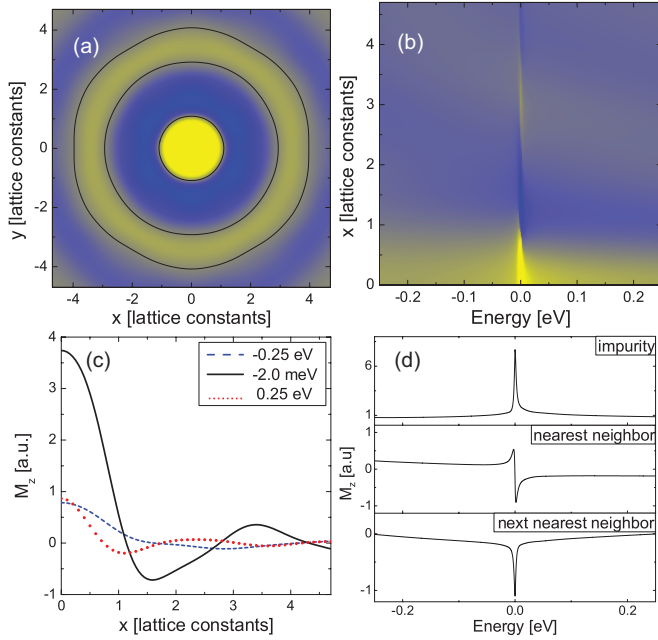 (a)
4
2
0
-2
-4
y [lattice constants]
-4 -2 0 2 4
x [lattice constants]
(b)
4
3
2
1
0
x [lattice constants]
-0.2 -0.1 0.0 0.1 0.2
Energy [eV]
(c)
4
3
2
1
0
-1
M_z [a.u.]
-0.25 eV
-2.0 meV
0.25 eV
0 1 2 3 4
x [lattice constants]
(d)
impurity
6
1
nearest neighbor
1
0
-1
M_z [a.u]
next nearest neighbor
0
-1
-0.2 0.0 0.2
Energy [eV]